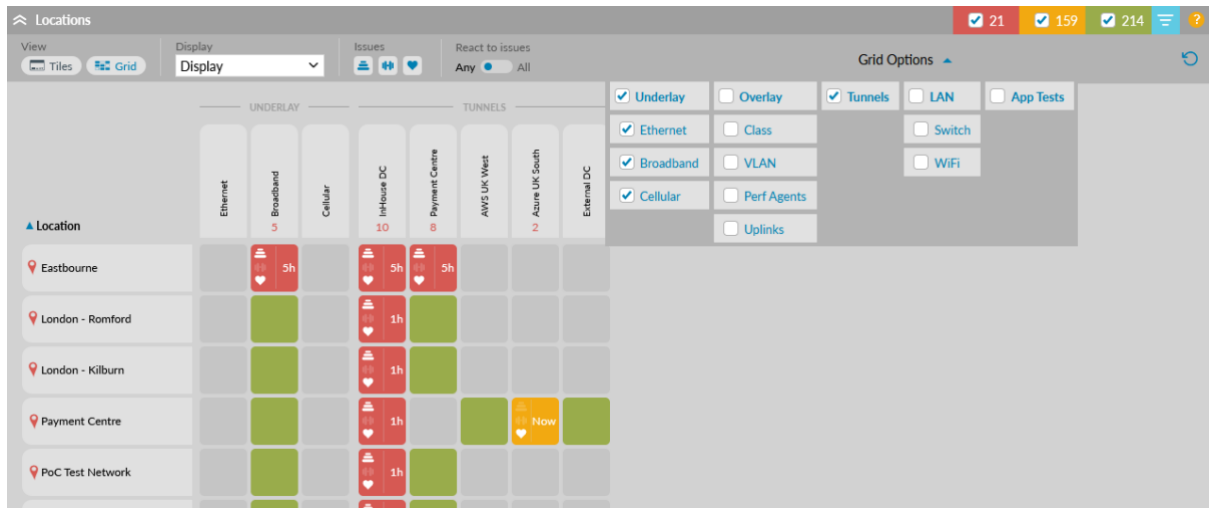 Locations 21 159 214 ?
View Display Issues React to issues
Tiles Grid Display Any All Grid Options
Underlay Overlay Tunnels LAN App Tests
Ethernet Class Switch
Broadband VLAN WiFi
Cellular Perf Agents
Uplinks
UNDERLAY TUNNELS
Ethernet
Broadband
Cellular
InHouse DC
Payment Centre
AWS UK West
Azure UK South
External DC
Location 5 10 8 2
Eastbourne 5h 5h 5h
London - Romford 1h
London - Kilburn 1h
Payment Centre 1h Now
PoC Test Network 1h